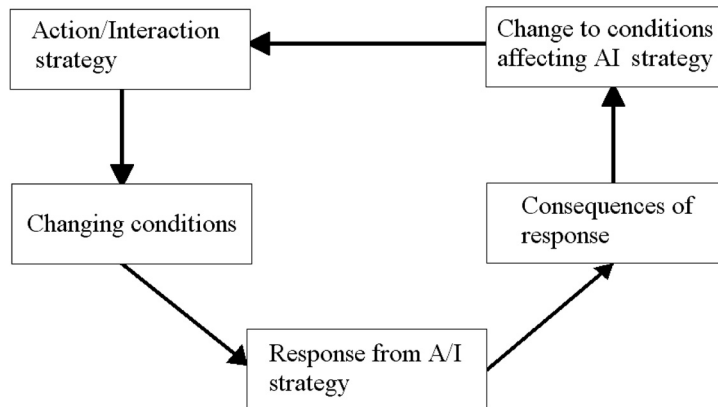 Action/Interaction
strategy
Change to conditions
affecting AI strategy
Changing conditions
Consequences of
response
Response from A/I
strategy